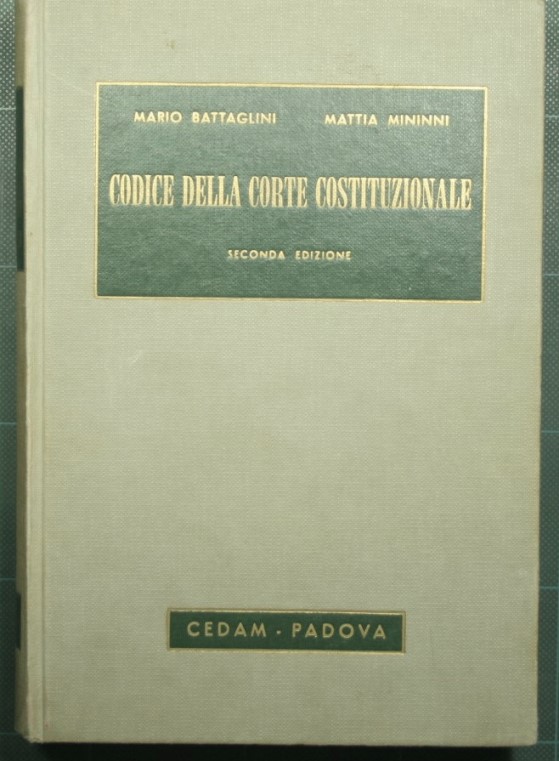 MARIO BATTAGLINI MATTIA MININNI
CODICE DELLA CORTE COSTITUZIONALE
SECONDA EDIZIONE
CEDAM - PADOVA